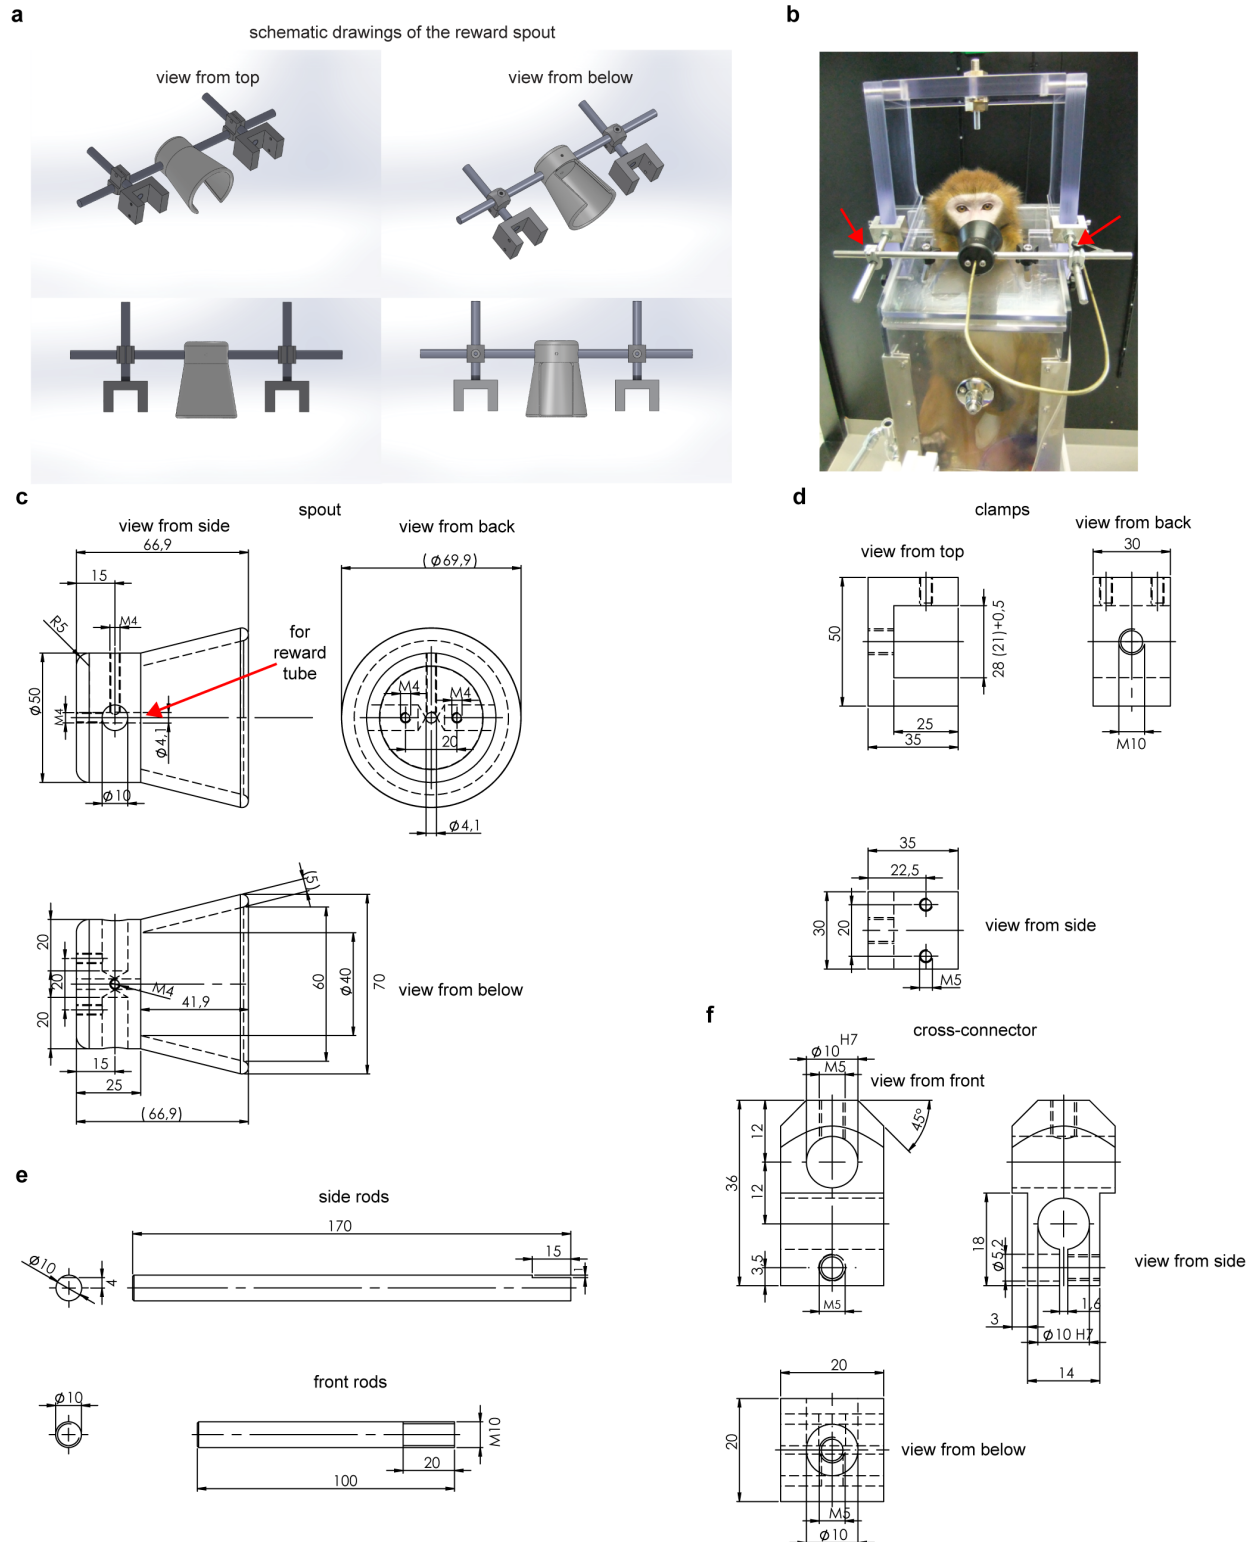 a
schematic drawings of the reward spout
view from top
view from below
b
c
spout
view from side
66,9
15
M4
R5
for
reward
tube
Ø50
M4
Ø4,1
Ø10
view from back
(Ø69,9)
M4
M4
20
Ø4,1
(5)
20
20
20
M4
41,9
60
Ø40
70
view from below
15
25
(66,9)
d
clamps
view from top
50
28 (21)+0,5
25
35
view from back
30
M10
35
22,5
30
20
M5
view from side
e
side rods
170
15
1
Ø10
4
front rods
Ø10
M10
20
100
f
cross-connector
H7
Ø10
M5
view from front
45°
12
36
12
3,5
M5
18
Ø5,2
view from side
1,6
3
Ø10 H7
14
20
20
view from below
M5
Ø10